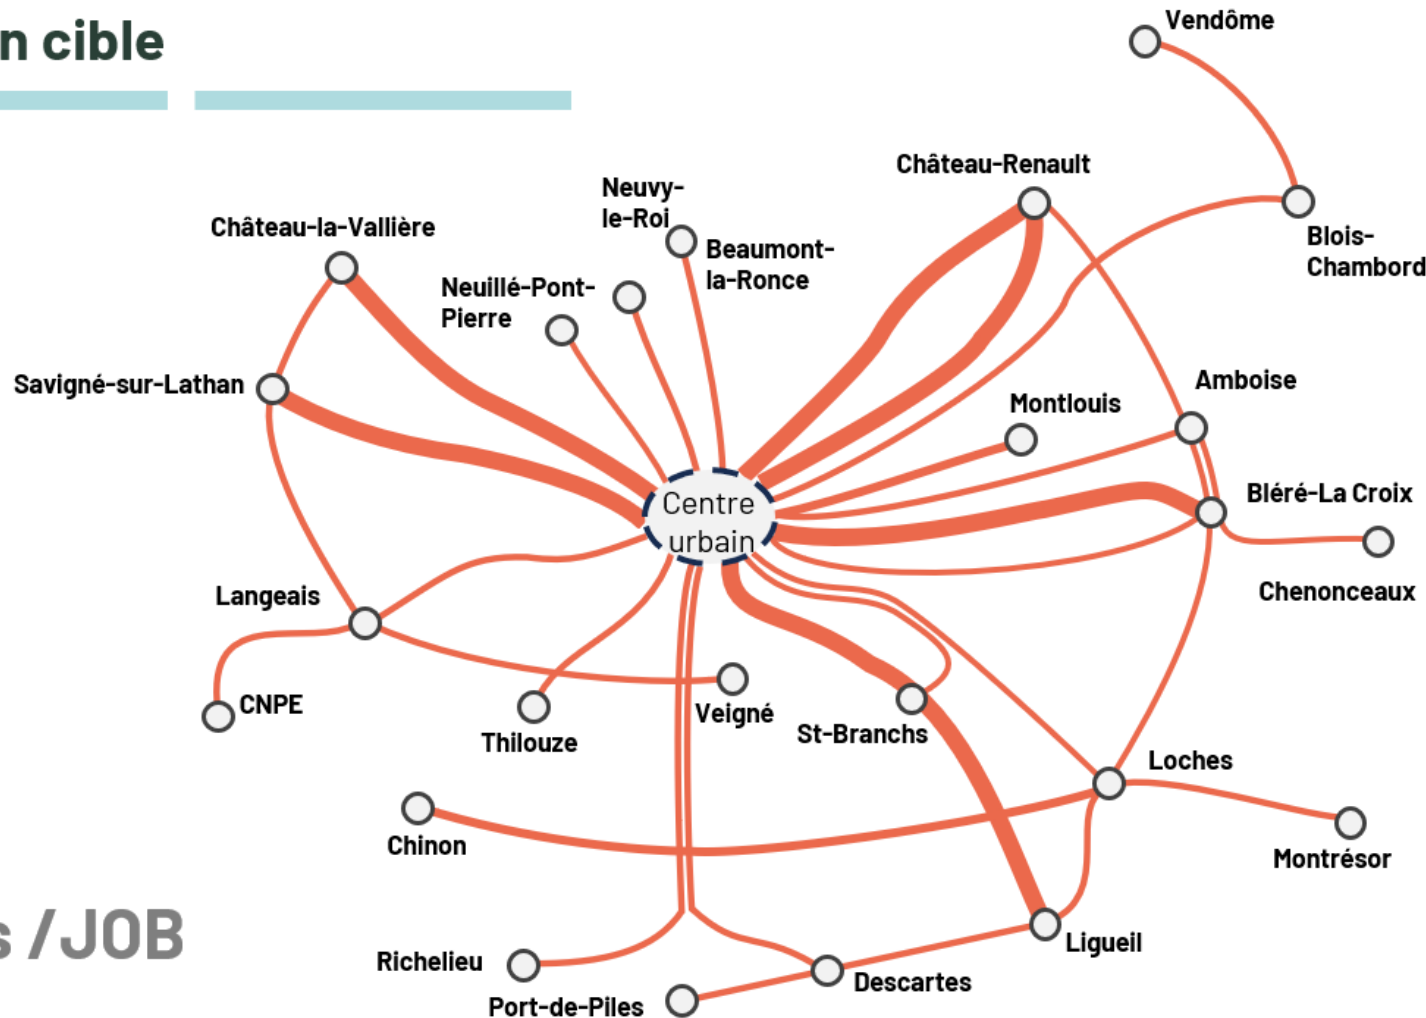 n cible
Vendôme
Château-Renault
Neuvy-
le-Roi
Château-la-Vallière
Beaumont-
la-Ronce
Blois-
Chambord
Neuillé-Pont-
Pierre
Savigné-sur-Lathan
Amboise
Montlouis
Bléré-La Croix
Centre
urbain
Chenonceaux
Langeais
CNPE
Veigné
Thilouze
St-Branchs
Loches
Chinon
Montrésor
s /JOB
Ligueil
Richelieu
Descartes
Port-de-Piles